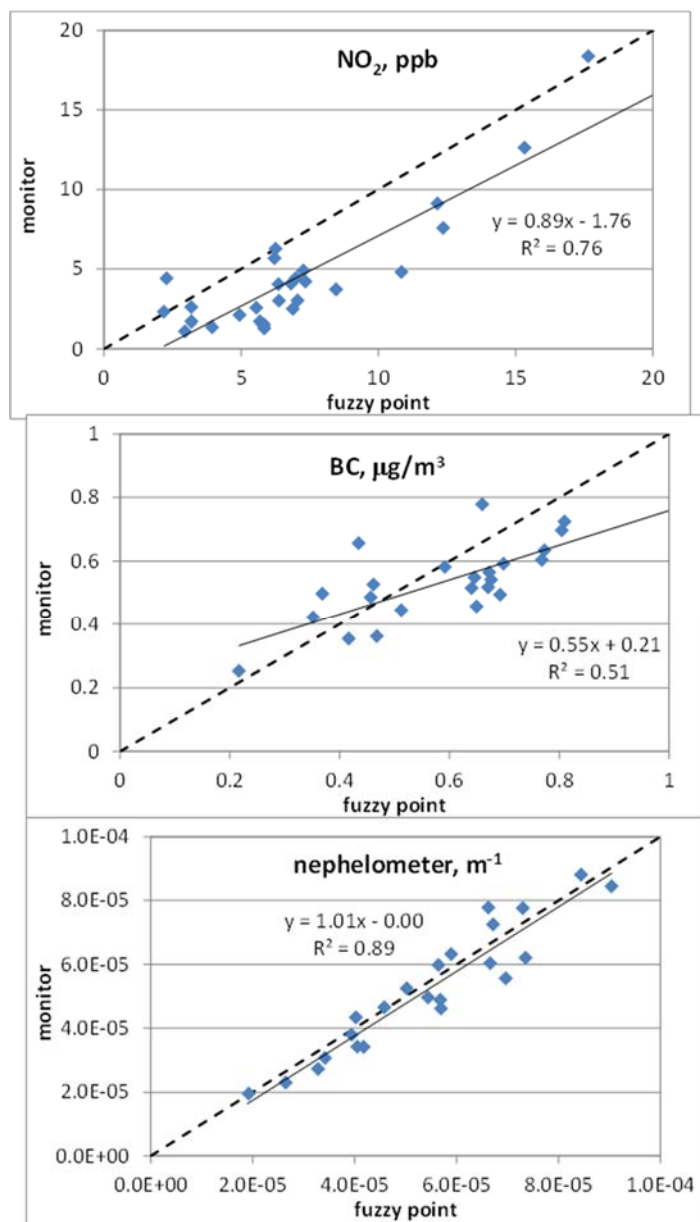 NO₂, ppb
20
15
10
5
0
monitor
y = 0.89x - 1.76
R² = 0.76
0 5 10 15 20
fuzzy point
BC, µg/m³
1
0.8
0.6
0.4
0.2
0
monitor
y = 0.55x + 0.21
R² = 0.51
0 0.2 0.4 0.6 0.8 1
fuzzy point
nephelometer, m⁻¹
1.0E-04
8.0E-05
6.0E-05
4.0E-05
2.0E-05
0.0E+00
monitor
y = 1.01x - 0.00
R² = 0.89
0.0E+00 2.0E-05 4.0E-05 6.0E-05 8.0E-05 1.0E-04
fuzzy point